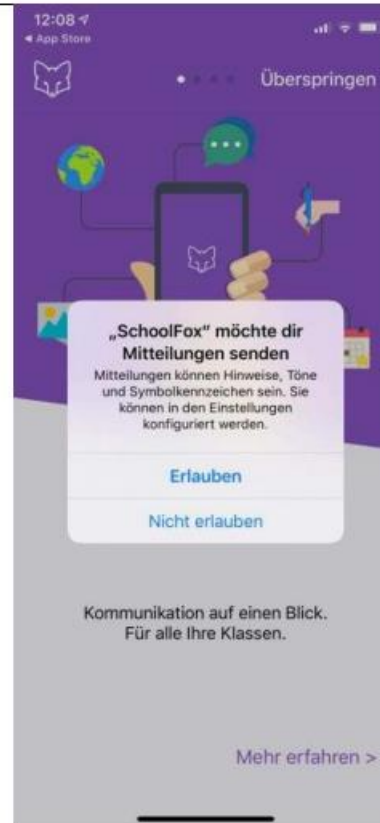 12:08
◀ App Store
Überspringen
„SchoolFox" möchte dir
Mitteilungen senden
Mitteilungen können Hinweise, Töne
und Symbolkennzeichen sein. Sie
können in den Einstellungen
konfiguriert werden.
Erlauben
Nicht erlauben
Kommunikation auf einen Blick.
Für alle Ihre Klassen.
Mehr erfahren >